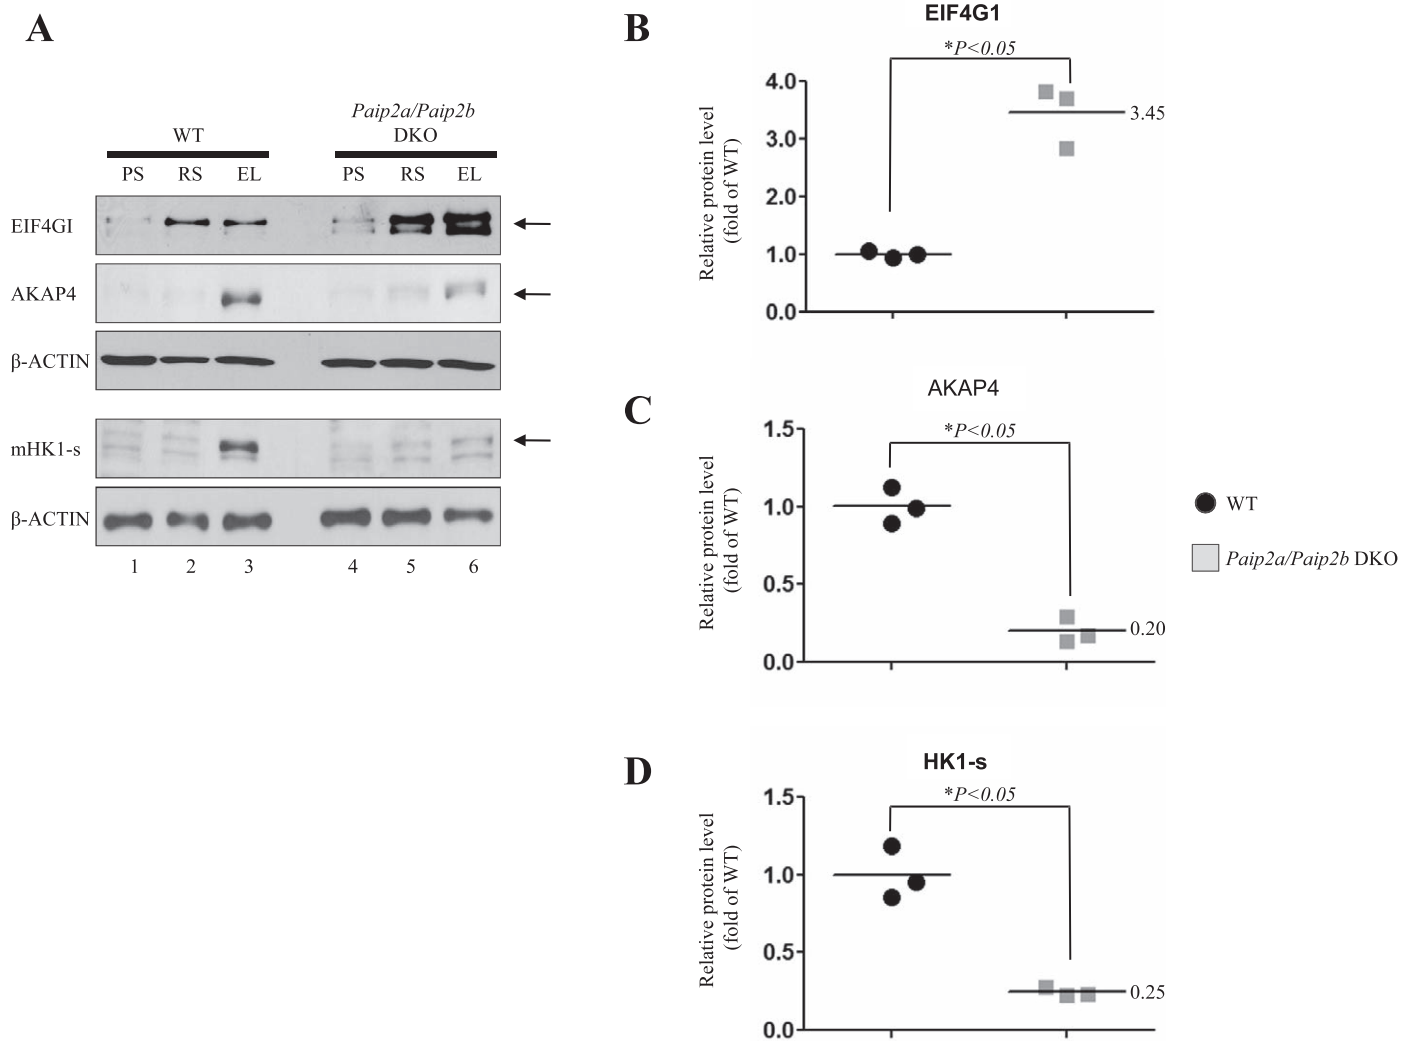 A
Paip2a/Paip2b
WT DKO
PS RS EL PS RS EL
EIF4GI
AKAP4
β-ACTIN
mHK1-s
β-ACTIN
1 2 3 4 5 6
B
EIF4G1
*P<0.05
Relative protein level
(fold of WT)
4.0
3.0
2.0
1.0
0.0
3.45
C
AKAP4
*P<0.05
Relative protein level
(fold of WT)
1.5
1.0
0.5
0.0
0.20
WT
Paip2a/Paip2b DKO
D
HK1-s
*P<0.05
Relative protein level
(fold of WT)
1.5
1.0
0.5
0.0
0.25